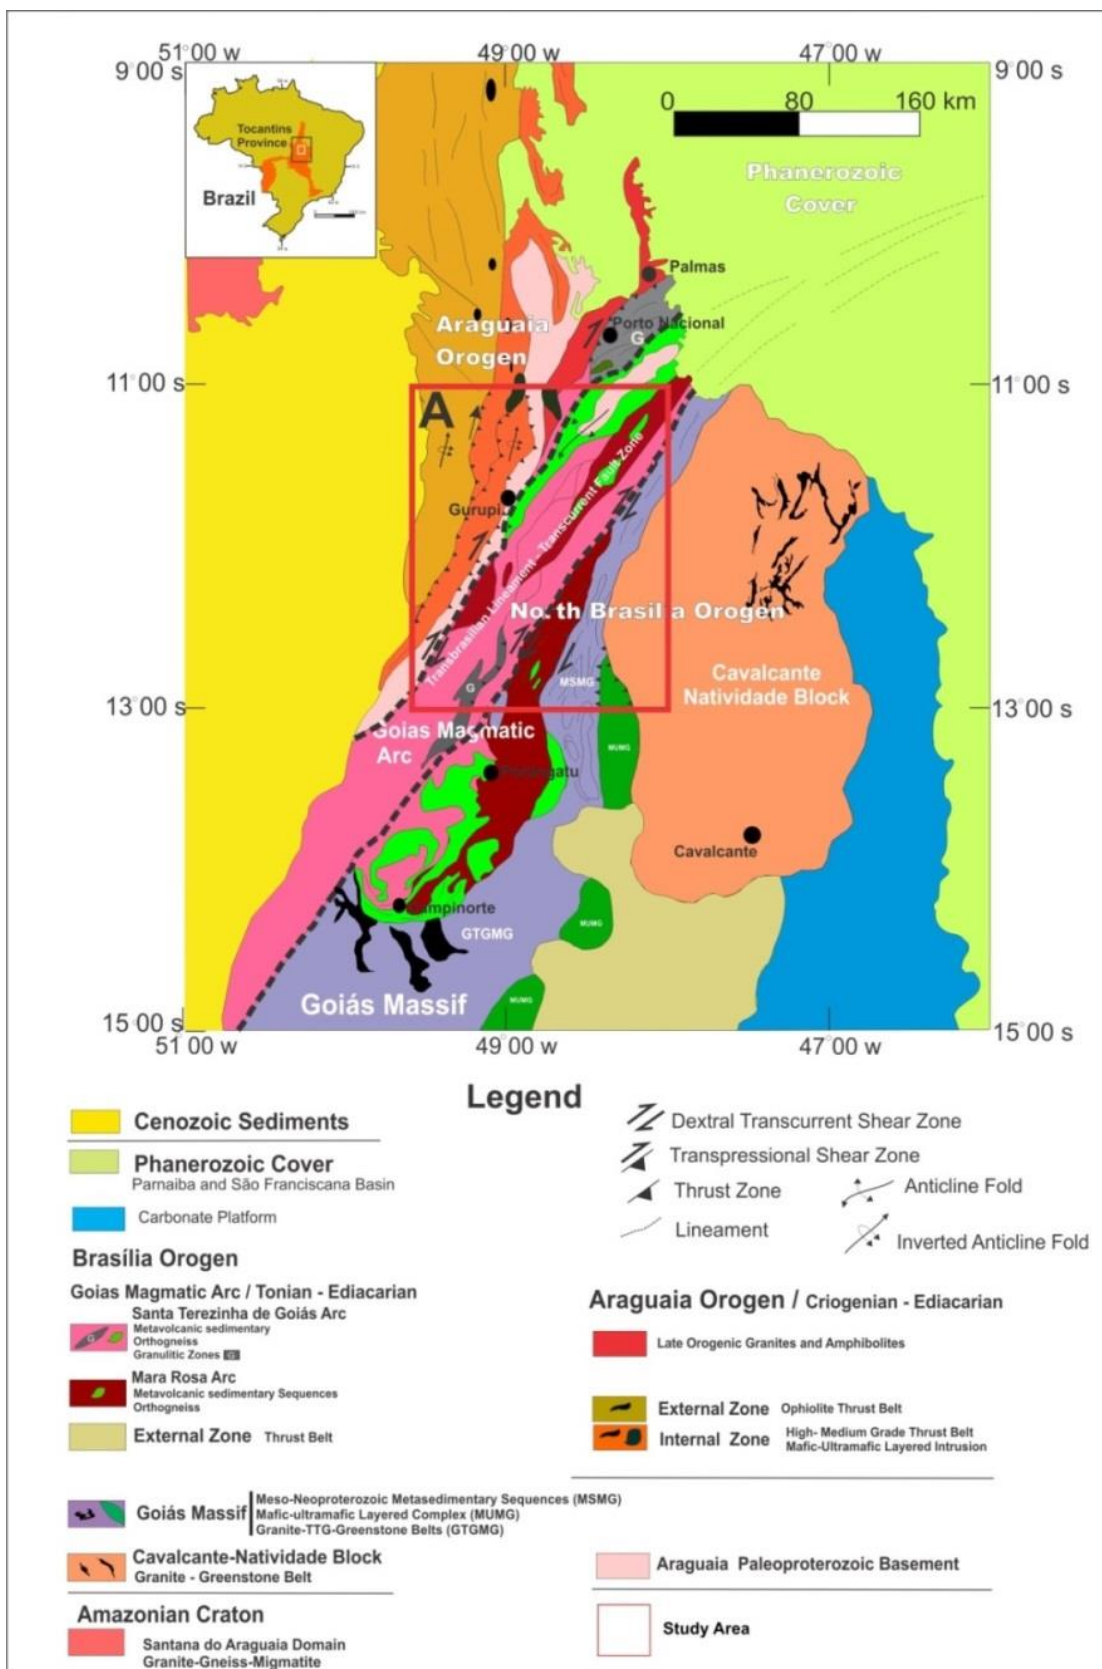 51°00 w
49°00 w
47°00 w
9°00 s
9°00 s
Tocantins
Province
Brazil
0
80
160 km
Phanerozoic
Cover
Palmas
Porto Nacional
G
Araguaia
Orogen
11°00 s
11°00 s
A
Gurupi
Transbrasilian Lineament - Transcurrent Fault Zone
North Brasilia Orogen
G
MSMG
Cavalcante
Natividade Block
13°00 s
13°00 s
Goias Magmatic
Arc
MUMG
Cavalcante
MUMG
GTGMG
Goiás Massif
MUMG
15°00 s
15°00 s
51°00 w
49°00 w
47°00 w
Legend
Cenozoic Sediments
Phanerozoic Cover
Parnaiba and São Franciscana Basin
Carbonate Platform
Brasília Orogen
Goias Magmatic Arc / Tonian - Ediacarian
Santa Terezinha de Goiás Arc
G
Metavolcanic sedimentary
Orthogneiss
Granulitic Zones G
Mara Rosa Arc
Metavolcanic sedimentary Sequences
Orthogneiss
External Zone Thrust Belt
Goiás Massif
Meso-Neoproterozoic Metasedimentary Sequences (MSMG)
Mafic-ultramafic Layered Complex (MUMG)
Granite-TTG-Greenstone Belts (GTGMG)
Cavalcante-Natividade Block
Granite - Greenstone Belt
Amazonian Craton
Santana do Araguaia Domain
Granite-Gneiss-Migmatite
Dextral Transcurrent Shear Zone
Transpressional Shear Zone
Thrust Zone
Anticline Fold
Lineament
Inverted Anticline Fold
Araguaia Orogen / Criogenian - Ediacarian
Late Orogenic Granites and Amphibolites
External Zone Ophiolite Thrust Belt
Internal Zone High- Medium Grade Thrust Belt
Mafic-Ultramafic Layered Intrusion
Araguaia Paleoproterozoic Basement
Study Area